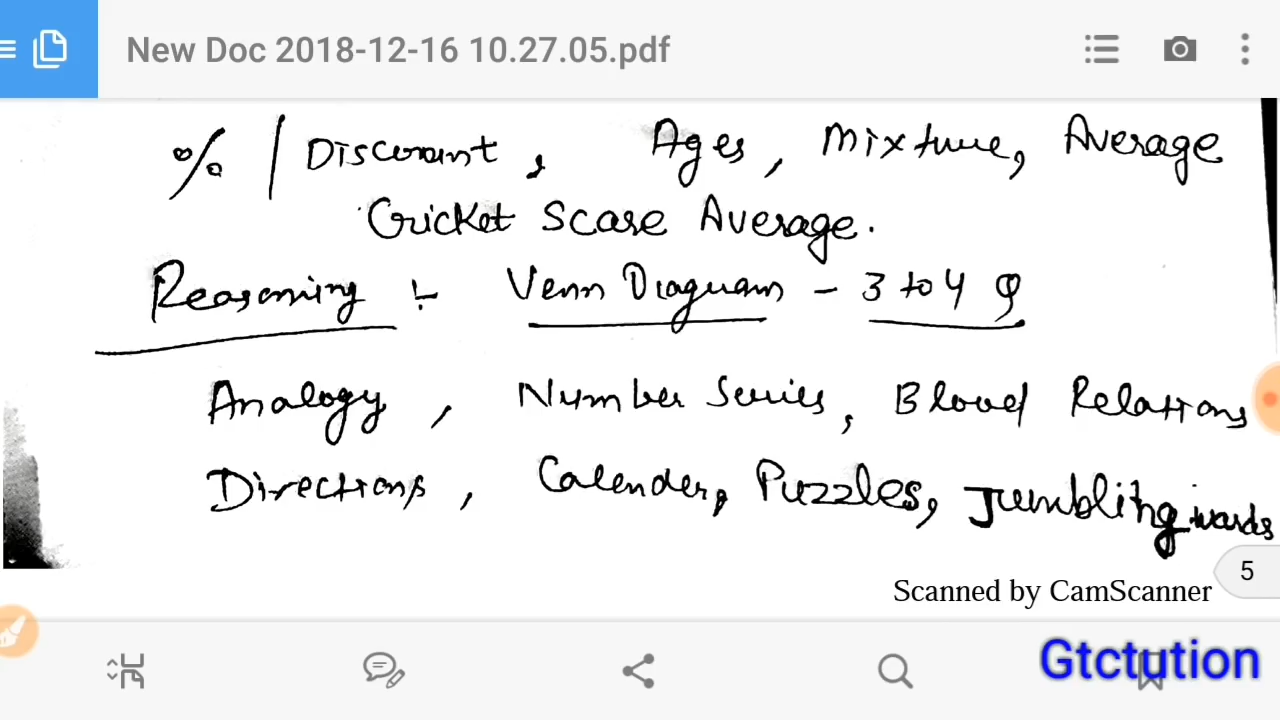 New Doc 2018-12-16 10.27.05.pdf
% / Discount, Ages, Mixture, Average
Cricket Score Average.
Reasoning :- Venn Diagram - 3 to 4 Q
Analogy, Number Series, Blood Relations
Directions, Calender, Puzzles, Jumbling words
5
Scanned by CamScanner
Gtctution